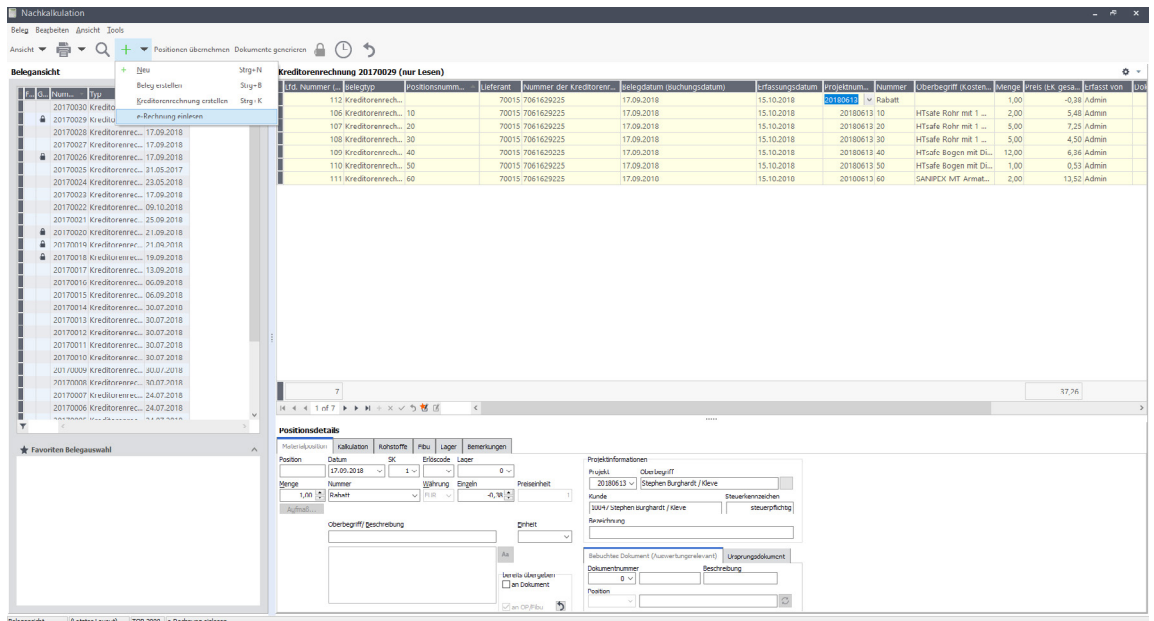 Nachkalkulation
Beleg Bearbeiten Ansicht Tools
Ansicht Positionen übernehmen Dokumente generieren
Belegansicht
Neu Strg+N
Beleg erstellen Strg+B
Kreditorenrechnung erstellen Strg+K
e-Rechnung einlesen
F... G... Num... Typ
20170030 Kredito
20170029 Kredito
20170028 Kreditorenrec... 17.09.2018
20170027 Kreditorenrec... 17.09.2018
20170026 Kreditorenrec... 17.09.2018
20170025 Kreditorenrec... 31.05.2017
20170024 Kreditorenrec... 23.05.2018
20170023 Kreditorenrec... 17.09.2018
20170022 Kreditorenrec... 09.10.2018
20170021 Kreditorenrec... 25.09.2018
20170020 Kreditorenrec... 21.09.2018
20170019 Kreditorenrec... 21.09.2018
20170018 Kreditorenrec... 19.09.2018
20170017 Kreditorenrec... 13.09.2018
20170016 Kreditorenrec... 06.09.2018
20170015 Kreditorenrec... 06.09.2018
20170014 Kreditorenrec... 30.07.2018
20170013 Kreditorenrec... 30.07.2018
20170012 Kreditorenrec... 30.07.2018
20170011 Kreditorenrec... 30.07.2018
20170010 Kreditorenrec... 30.07.2018
20170009 Kreditorenrec... 30.07.2018
20170008 Kreditorenrec... 30.07.2018
20170007 Kreditorenrec... 24.07.2018
20170006 Kreditorenrec... 24.07.2018
Favoriten Belegauswahl
Kreditorenrechnung 20170029 (nur Lesen)
Lfd. Nummer (... Belegtyp Positionsnumm... Lieferant Nummer der Kreditorenr... Belegdatum (Buchungsdatum) Erfassungsdatum Projektnum... Nummer Oberbegriff (Kosten... Menge Preis (EK gesa... Erfasst von Dok
112 Kreditorenrech... 70015 7061629225 17.09.2018 15.10.2018 20180613 Rabatt 1,00 -0,38 Admin
106 Kreditorenrech... 10 70015 7061629225 17.09.2018 15.10.2018 20180613 10 HTsafe Rohr mit 1 ... 2,00 5,48 Admin
107 Kreditorenrech... 20 70015 7061629225 17.09.2018 15.10.2018 20180613 20 HTsafe Rohr mit 1 ... 5,00 7,25 Admin
108 Kreditorenrech... 30 70015 7061629225 17.09.2018 15.10.2018 20180613 30 HTsafe Rohr mit 1 ... 5,00 4,50 Admin
109 Kreditorenrech... 40 70015 7061629225 17.09.2018 15.10.2018 20180613 40 HTsafe Bogen mit Di... 12,00 6,36 Admin
110 Kreditorenrech... 50 70015 7061629225 17.09.2018 15.10.2018 20180613 50 HTsafe Bogen mit Di... 1,00 0,53 Admin
111 Kreditorenrech... 60 70015 7061629225 17.09.2018 15.10.2018 20180613 60 SANIPEX MT Armat... 2,00 13,52 Admin
7 37,26
1 of 7
Positionsdetails
Materialposition Kalkulation Rohstoffe Fibu Lager Bemerkungen
Position Datum SK Erlöscode Lager
17.09.2018 1 0
Menge Nummer Währung Einzeln Preiseinheit
1,00 Rabatt EUR -0,38 1
Aufmaß...
Oberbegriff/ Beschreibung Einheit
Aa
bereits übergeben
an Dokument
an OP/Fibu
Projektinformationen
Projekt Oberbegriff
20180613 Stephen Burghardt / Kleve
Kunde Steuerkennzeichen
10047 Stephen Burghardt / Kleve steuerpflichtig
Bezeichnung
Bebuchtes Dokument (Auswertungsrelevant) Ursprungsdokument
Dokumentnummer Beschreibung
0
Position